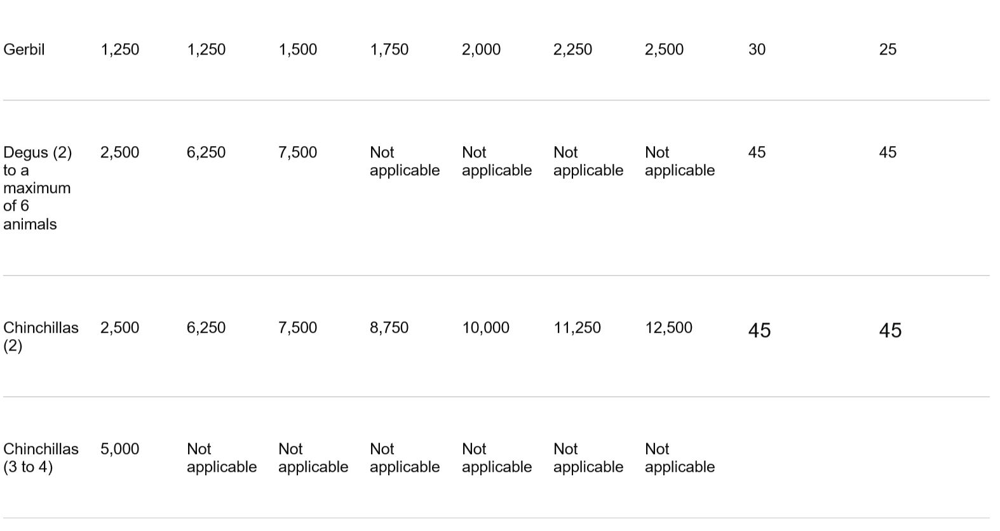 Gerbil 1,250 1,250 1,500 1,750 2,000 2,250 2,500 30 25
Degus (2) 2,500 6,250 7,500 Not Not Not Not 45 45
to a applicable applicable applicable applicable
maximum
of 6
animals
Chinchillas 2,500 6,250 7,500 8,750 10,000 11,250 12,500 45 45
(2)
Chinchillas 5,000 Not Not Not Not Not Not
(3 to 4) applicable applicable applicable applicable applicable applicable